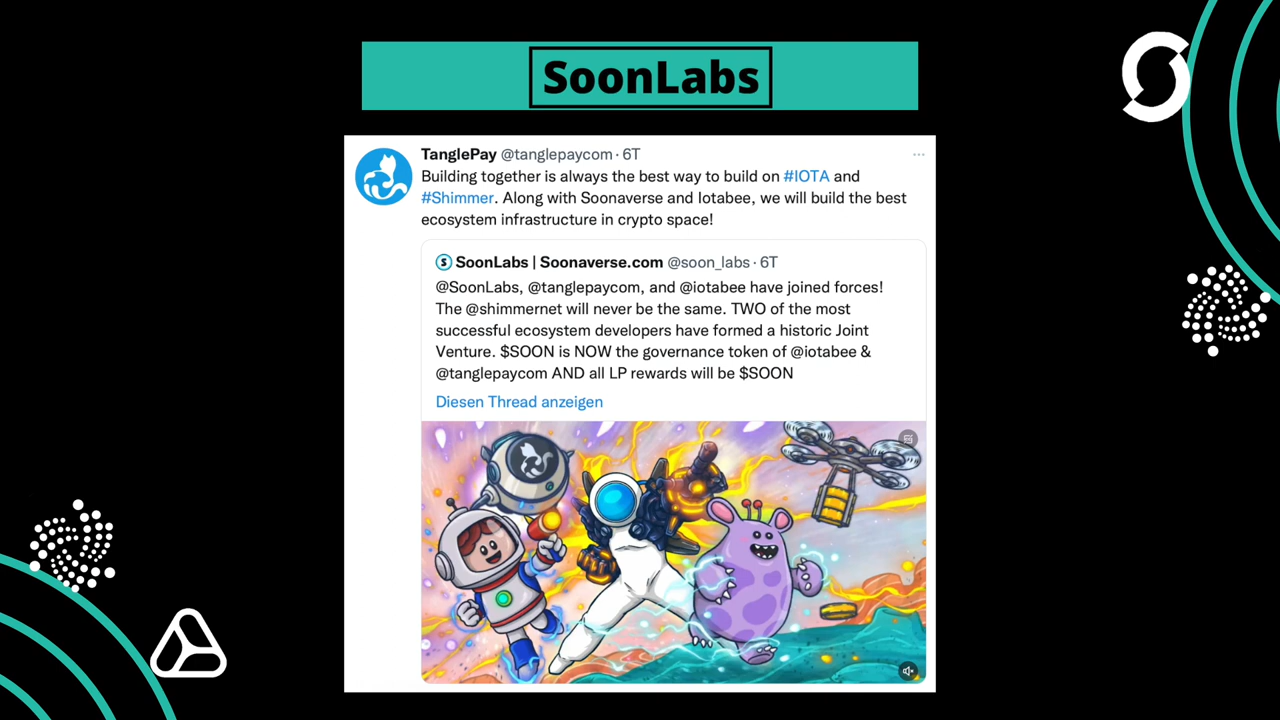 SoonLabs
TanglePay @tanglepaycom · 6T
Building together is always the best way to build on #IOTA and
#Shimmer. Along with Soonaverse and Iotabee, we will build the best
ecosystem infrastructure in crypto space!
SoonLabs | Soonaverse.com @soon_labs · 6T
@SoonLabs, @tanglepaycom, and @iotabee have joined forces!
The @shimmernet will never be the same. TWO of the most
successful ecosystem developers have formed a historic Joint
Venture. $SOON is NOW the governance token of @iotabee &
@tanglepaycom AND all LP rewards will be $SOON
Diesen Thread anzeigen